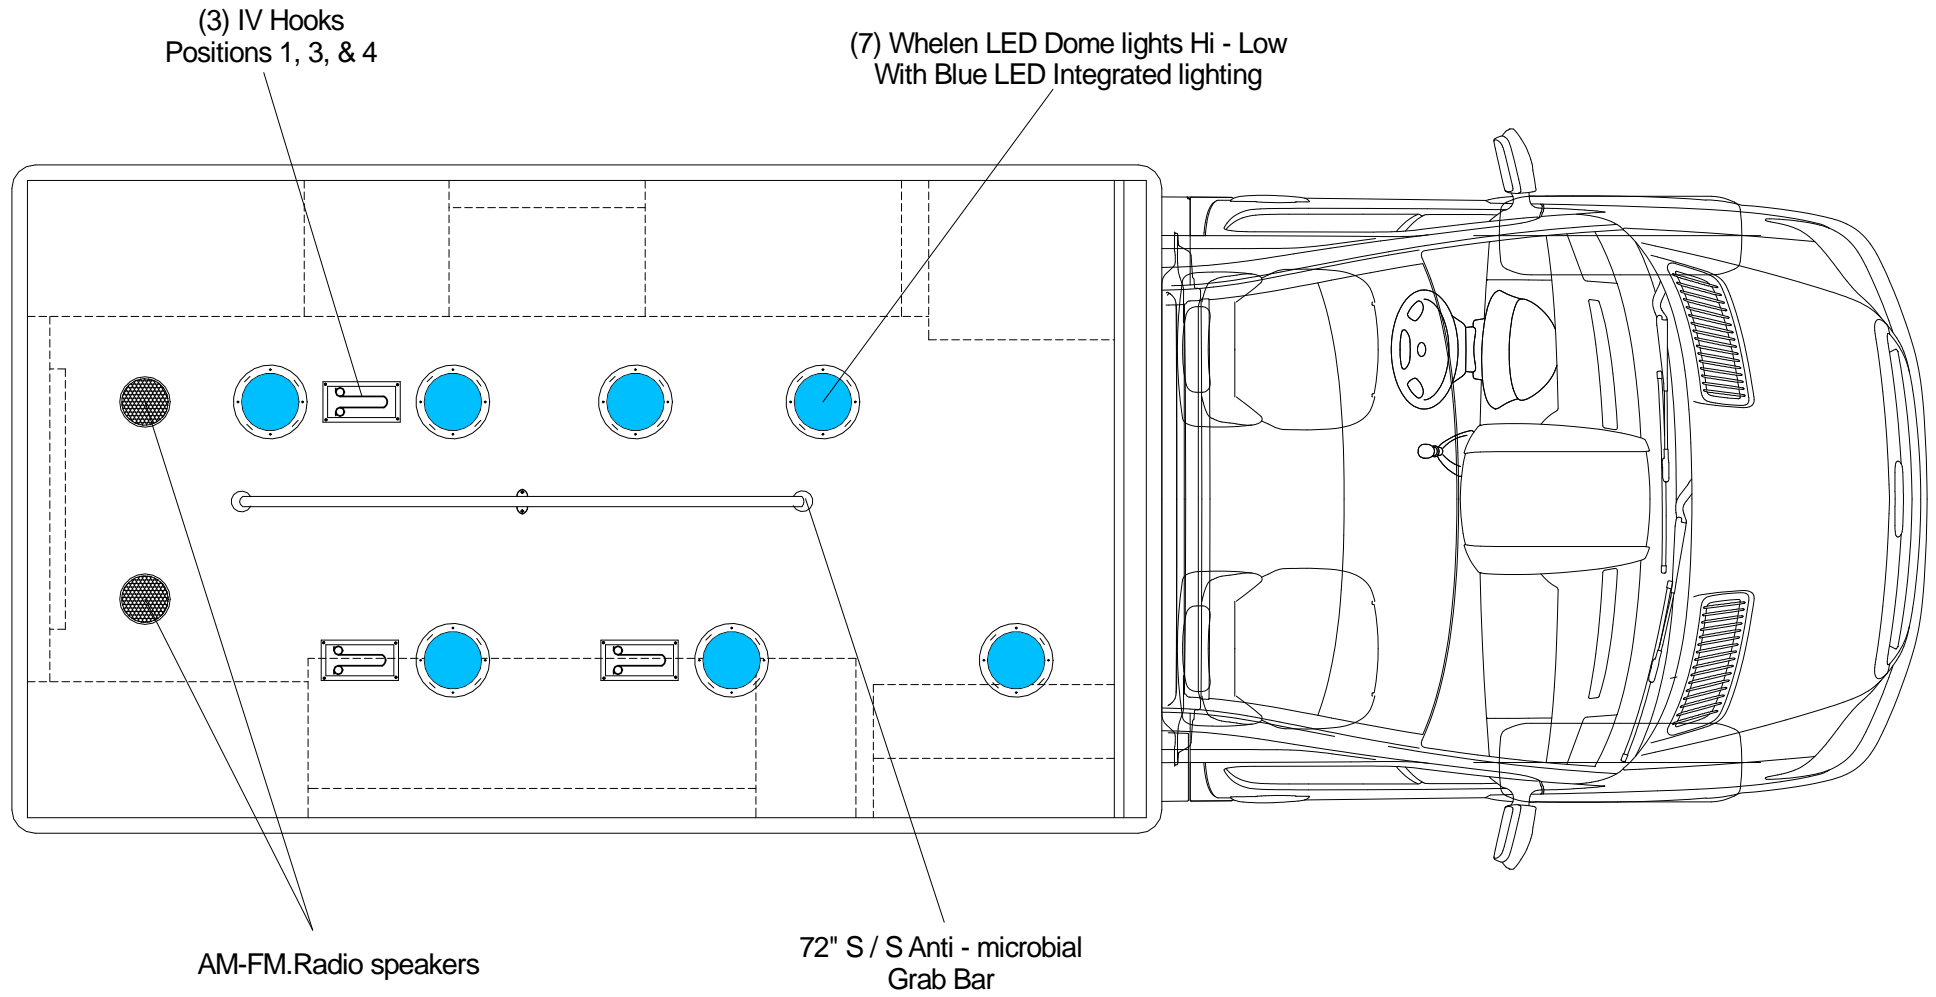 (3) IV Hooks
Positions 1, 3, & 4
(7) Whelen LED Dome lights Hi - Low
With Blue LED Integrated lighting
AM-FM.Radio speakers
72" S / S Anti - microbial
Grab Bar